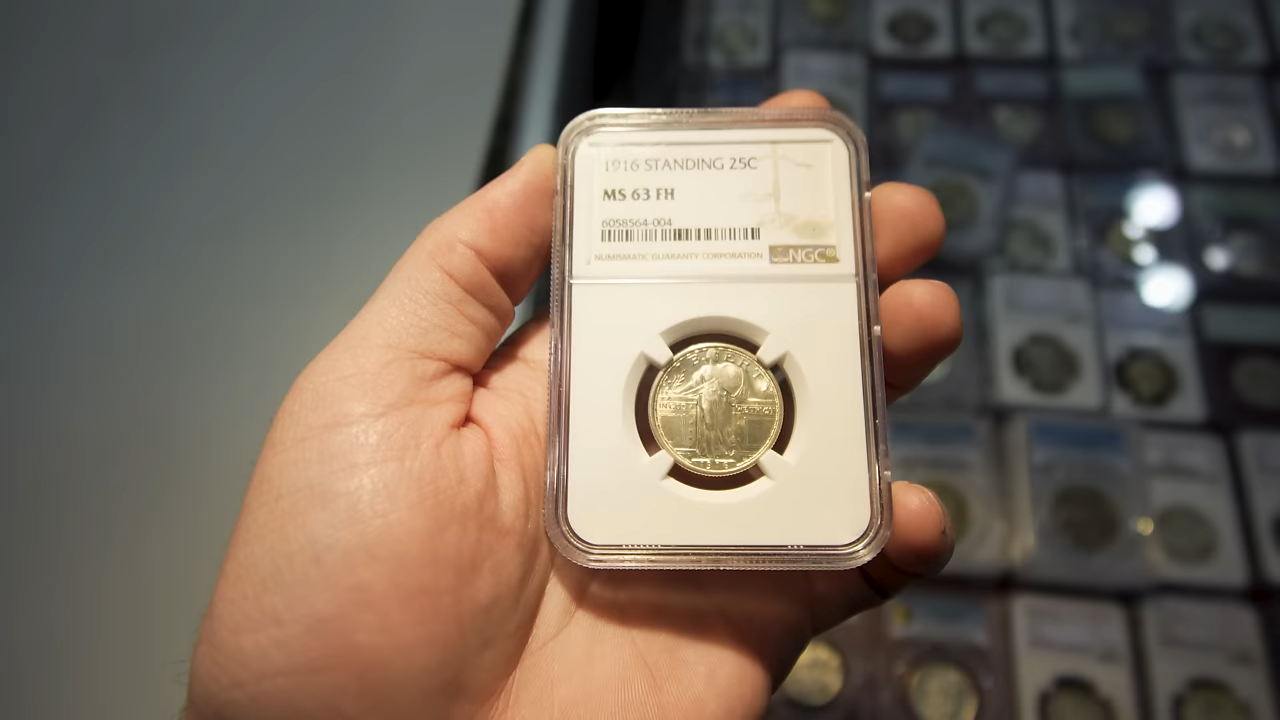 1916 STANDING 25C
MS 63 FH
6058564-004
NUMISMATIC GUARANTY CORPORATION
NGC®
LIBERTY